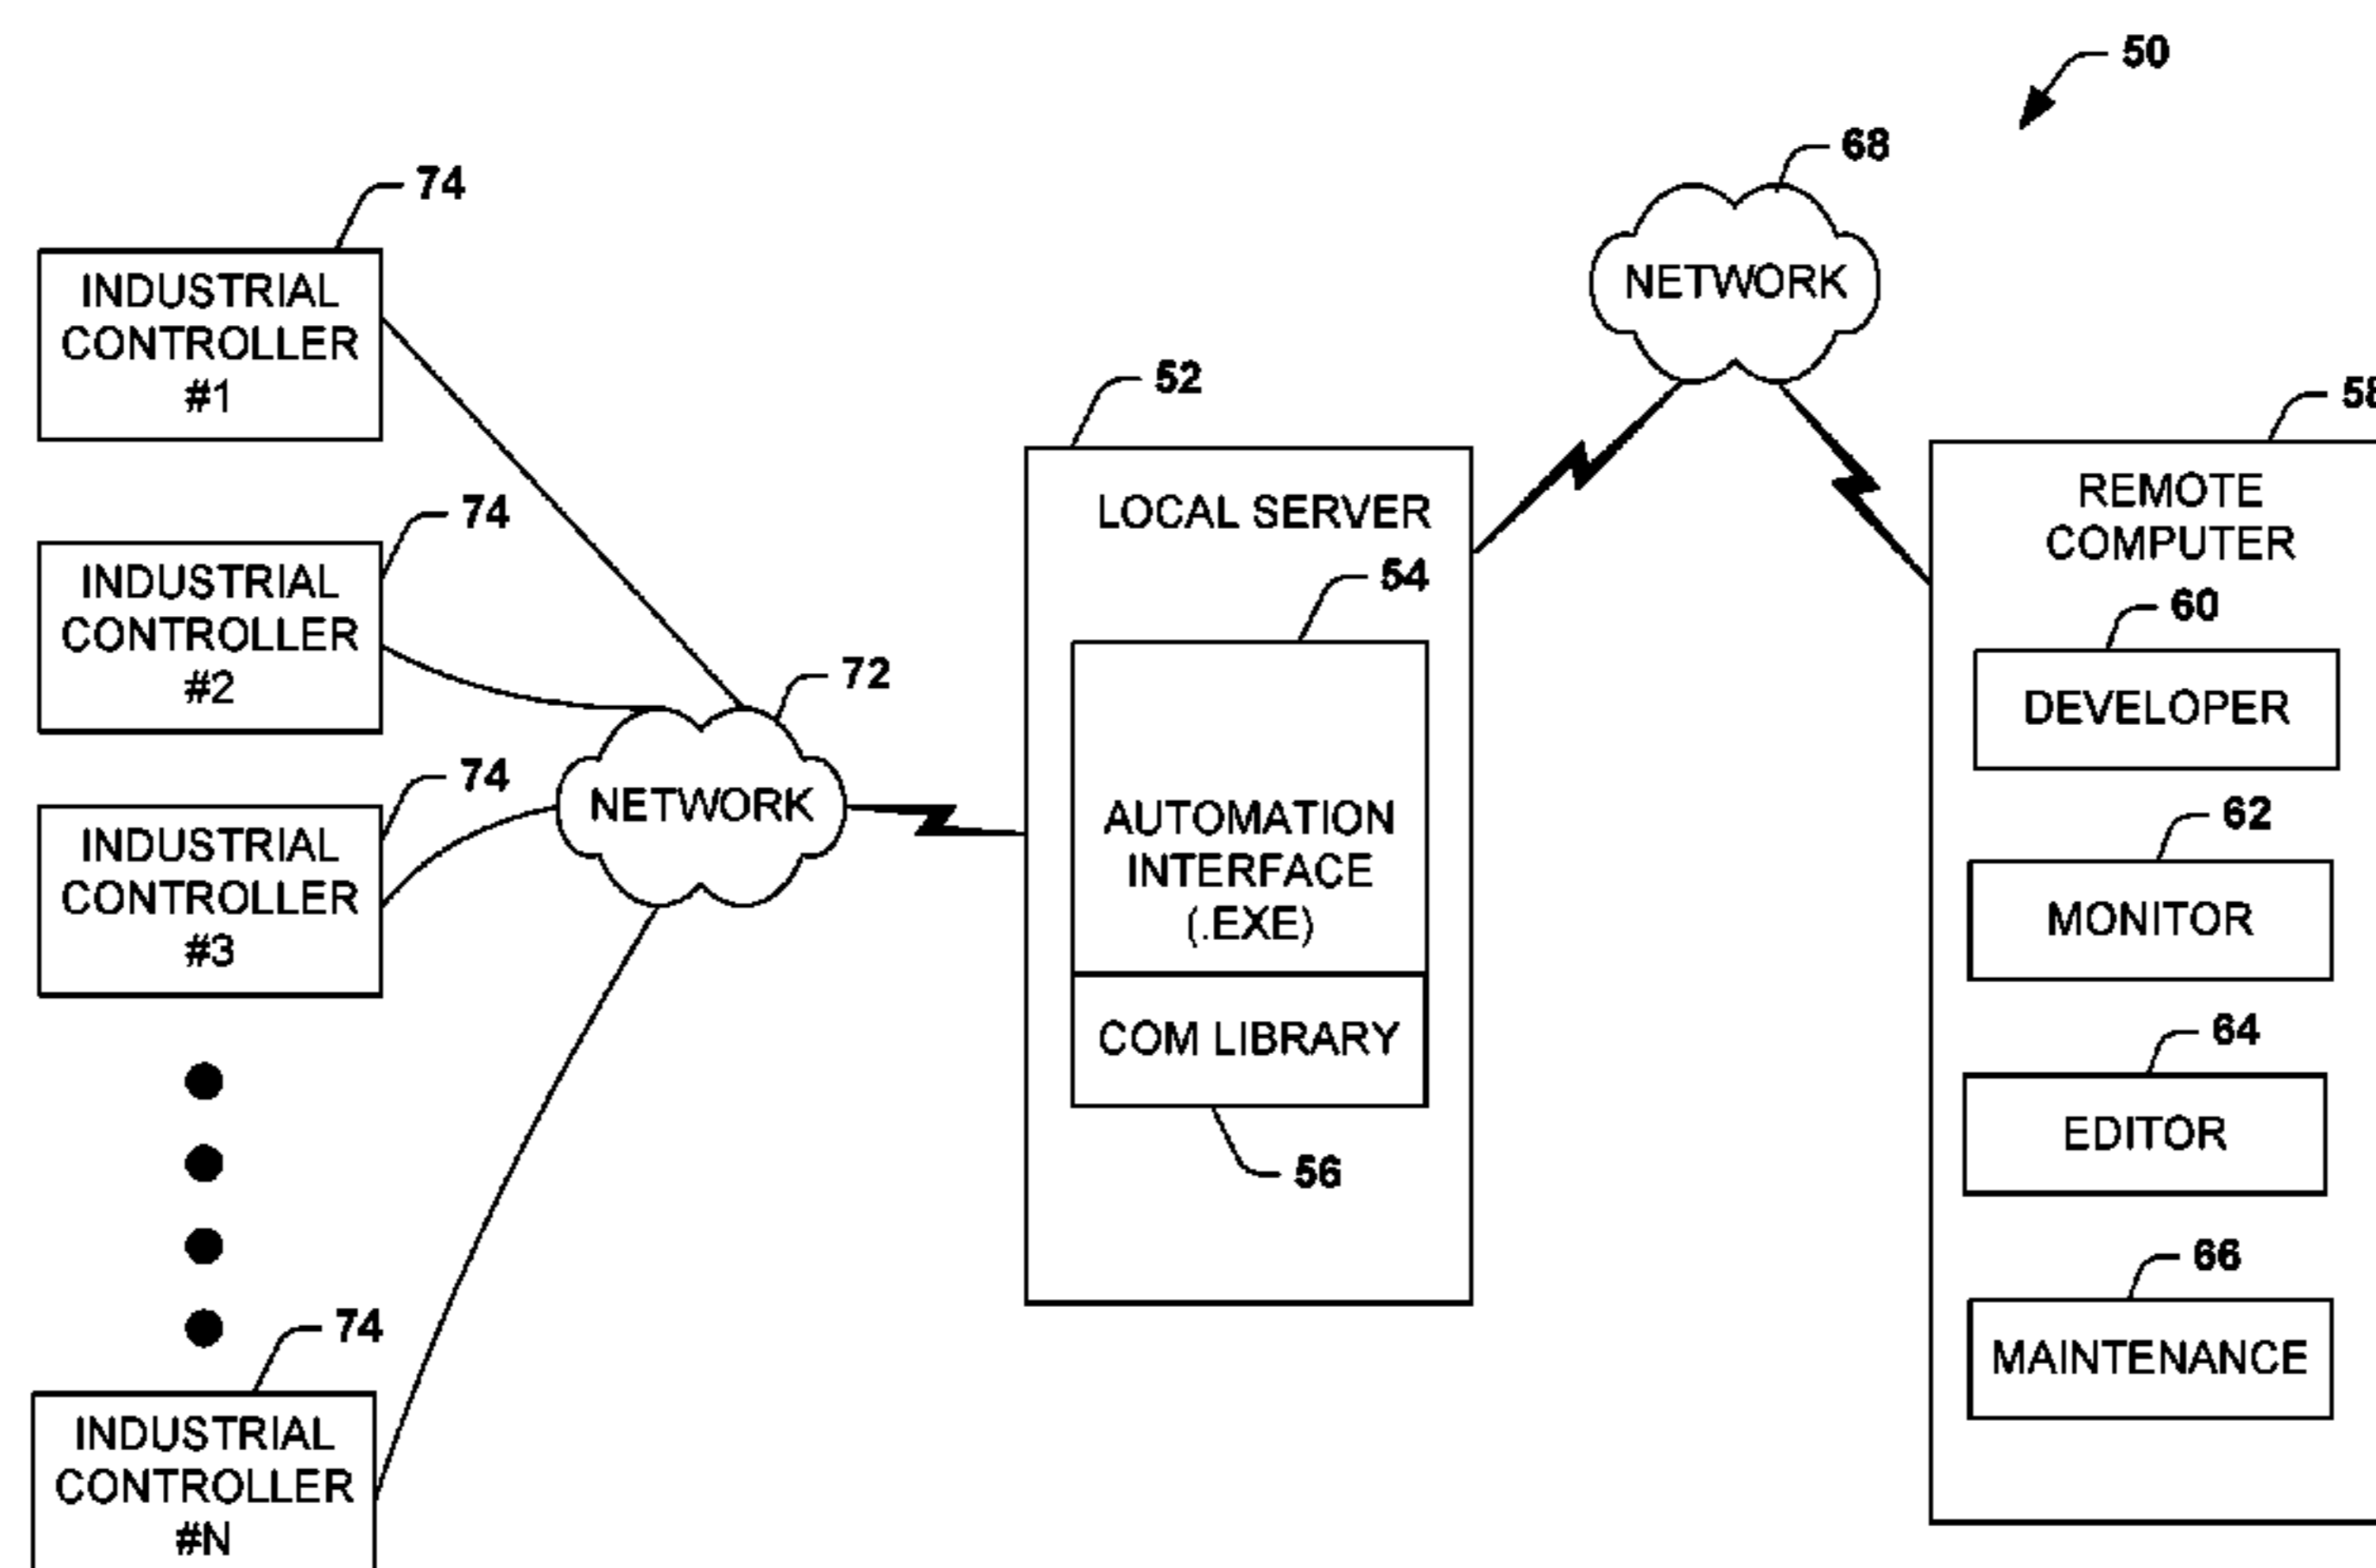 50
68
NETWORK
74
INDUSTRIAL
CONTROLLER
#1
74
INDUSTRIAL
CONTROLLER
#2
74
INDUSTRIAL
CONTROLLER
#3
74
INDUSTRIAL
CONTROLLER
#N
72
NETWORK
52
LOCAL SERVER
54
AUTOMATION
INTERFACE
(.EXE)
COM LIBRARY
56
58
REMOTE
COMPUTER
60
DEVELOPER
62
MONITOR
64
EDITOR
66
MAINTENANCE